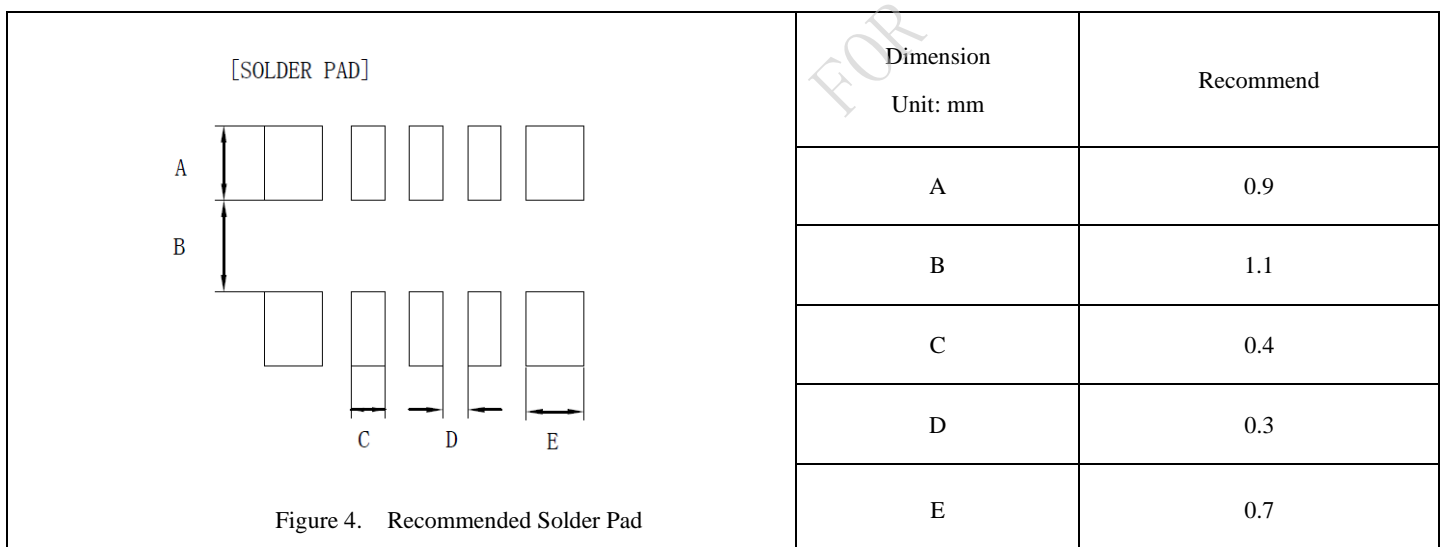 [SOLDER PAD]
A
B
C D E
Figure 4. Recommended Solder Pad
FOR
Dimension
Unit: mm
Recommend
A 0.9
B 1.1
C 0.4
D 0.3
E 0.7